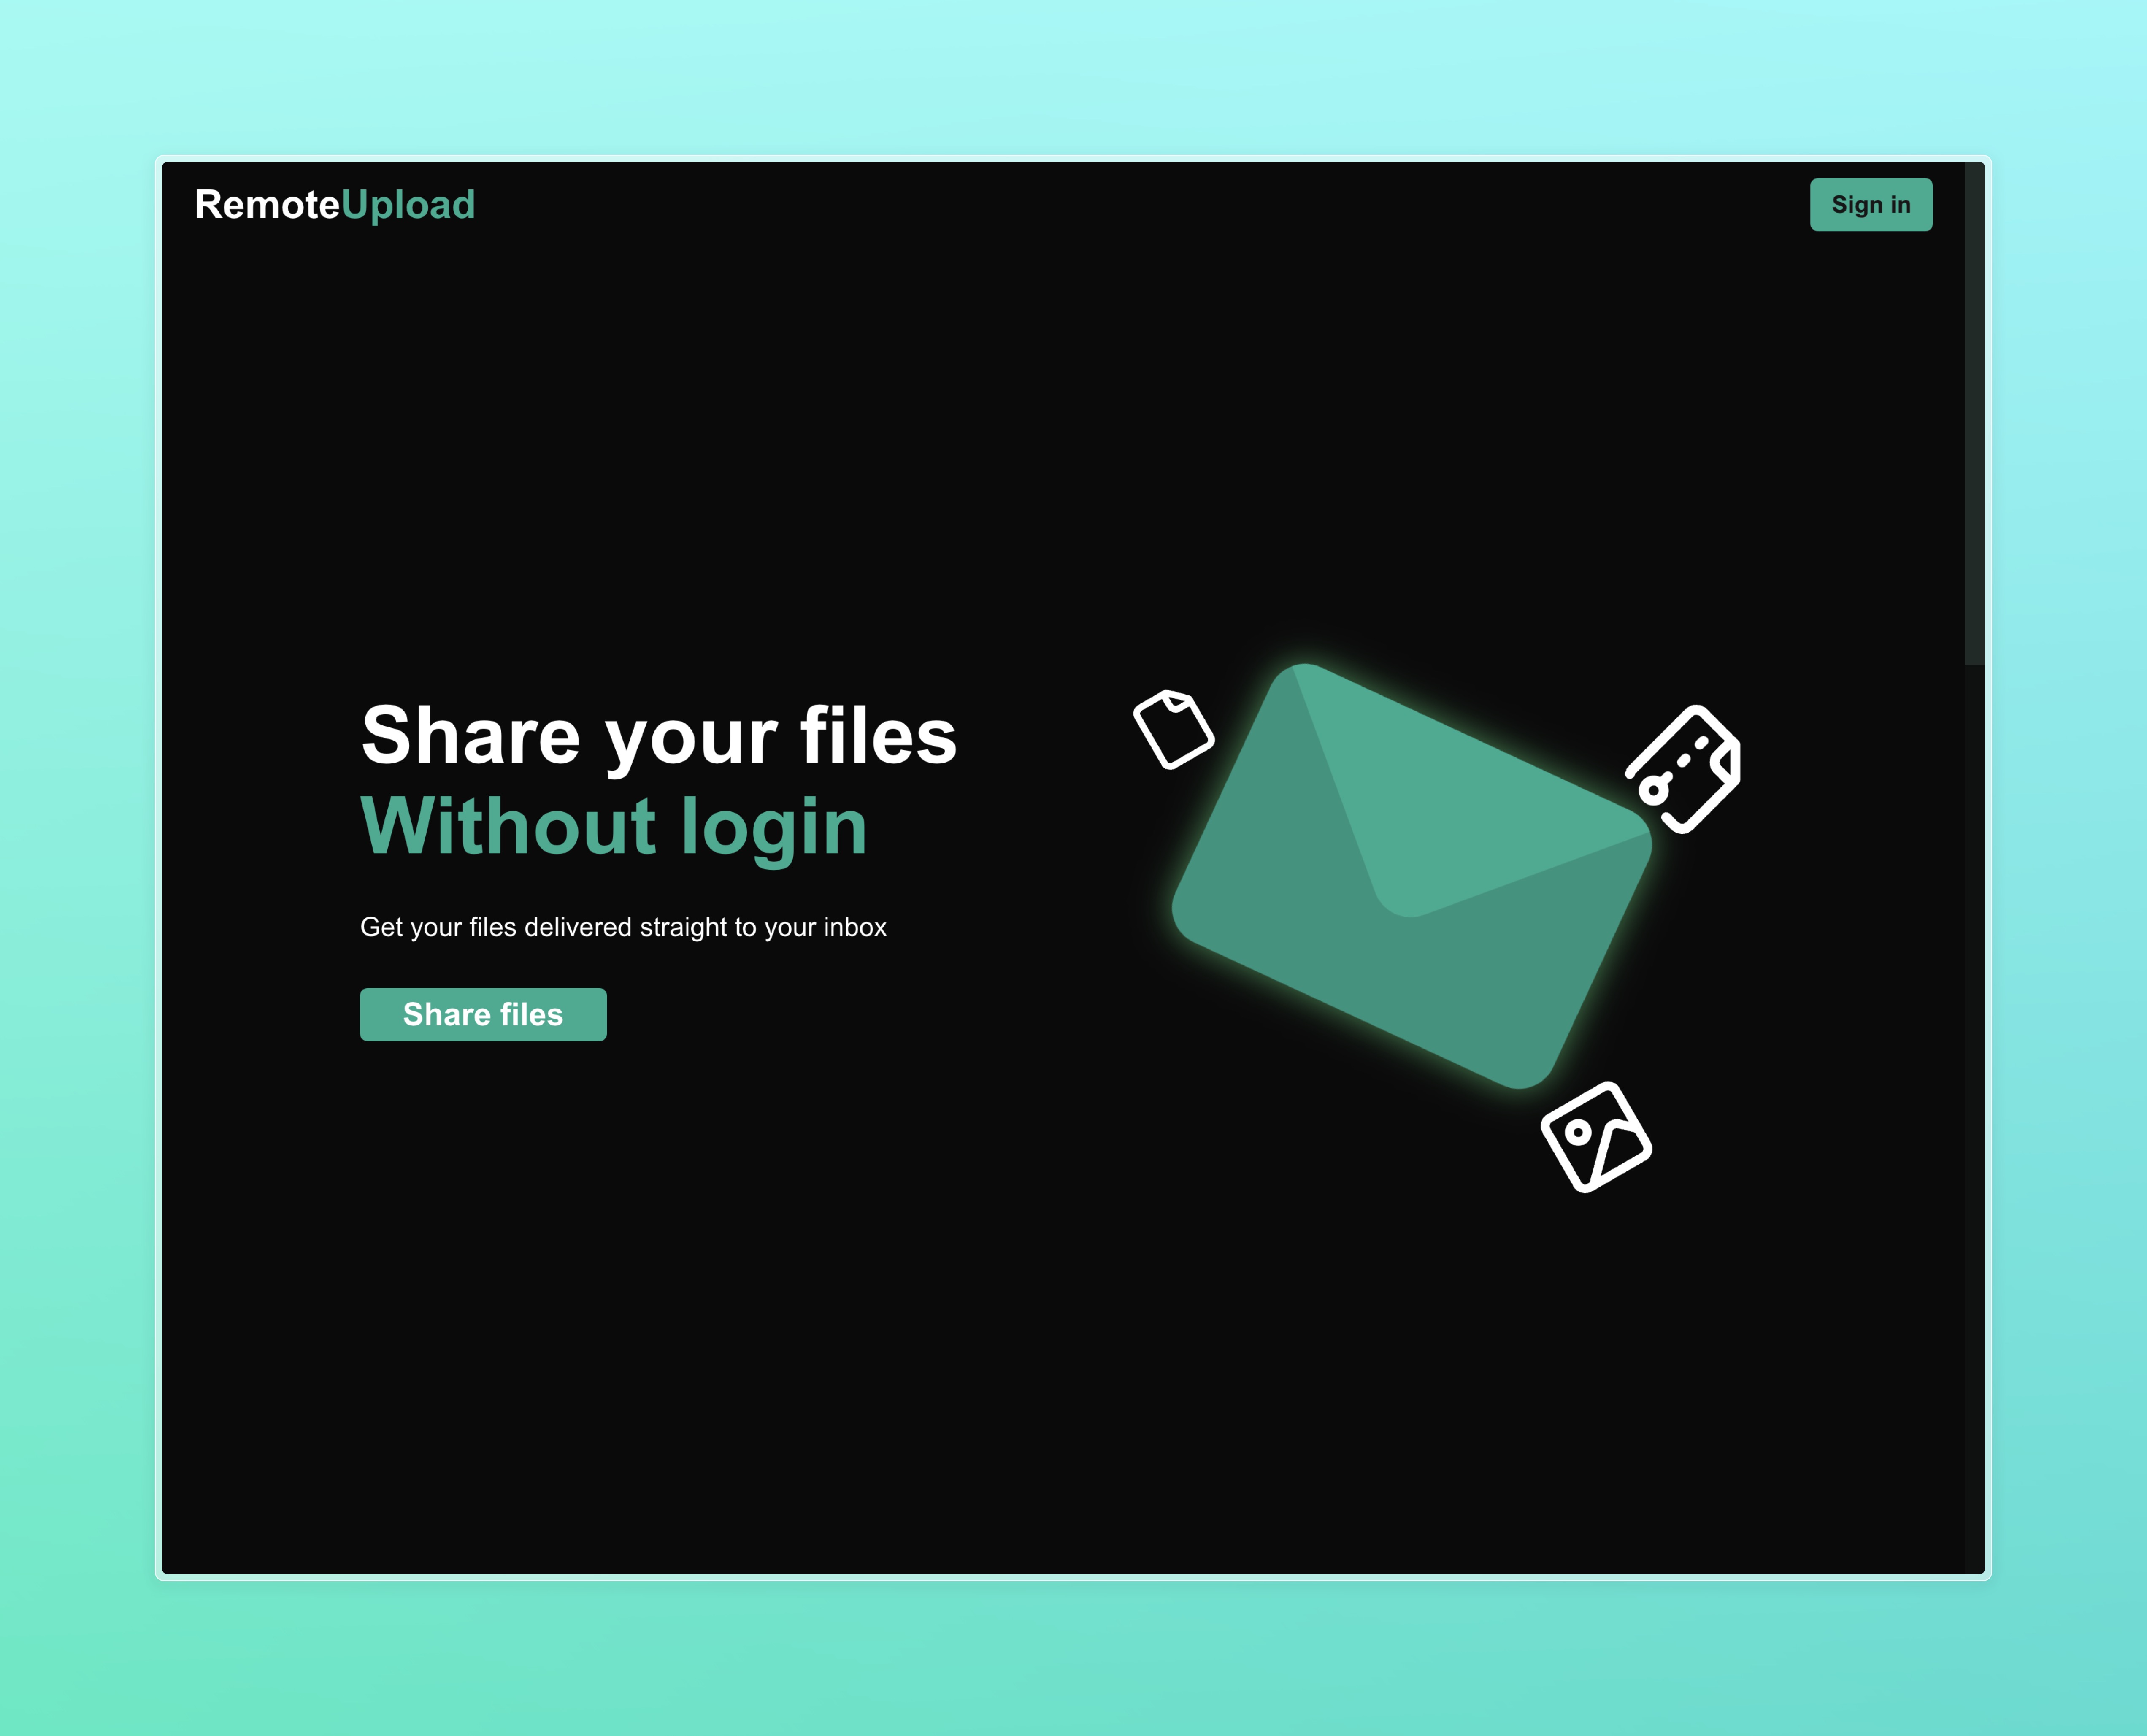 RemoteUpload
Sign in
Share your files
Without login
Get your files delivered straight to your inbox
Share files